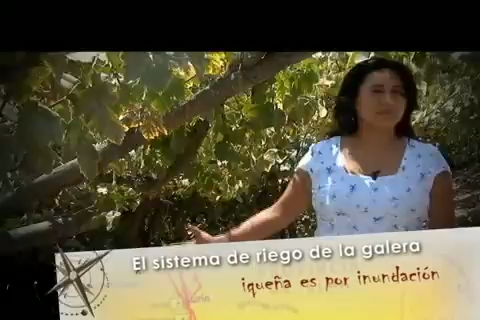 El sistema de riego de la galera
iqueña es por inundación